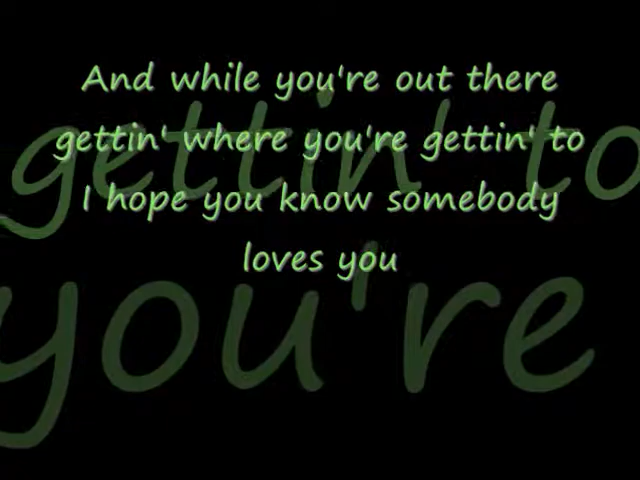 And while you're out there
gettin' where you're gettin' to
I hope you know somebody
loves you
gettin' to
you're